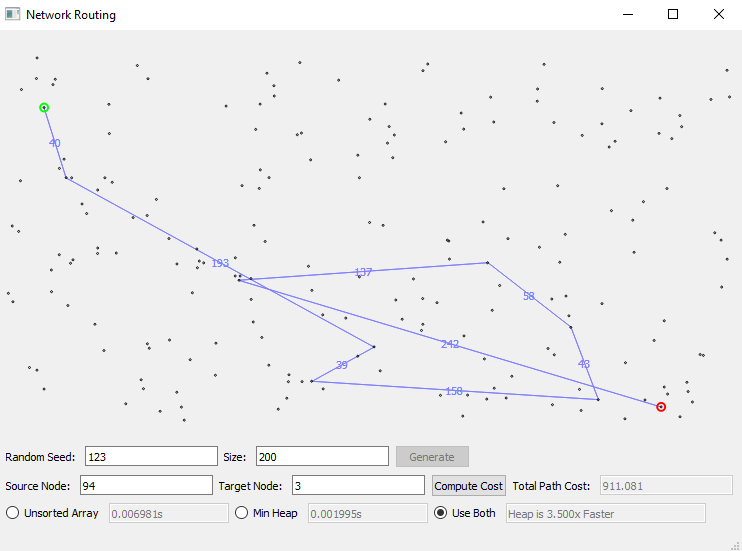 Network Routing
40
193
137
58
242
43
39
158
Random Seed: 123 Size: 200 Generate
Source Node: 94 Target Node: 3 Compute Cost Total Path Cost: 911.081
Unsorted Array 0.006981s Min Heap 0.001995s Use Both Heap is 3.500x Faster